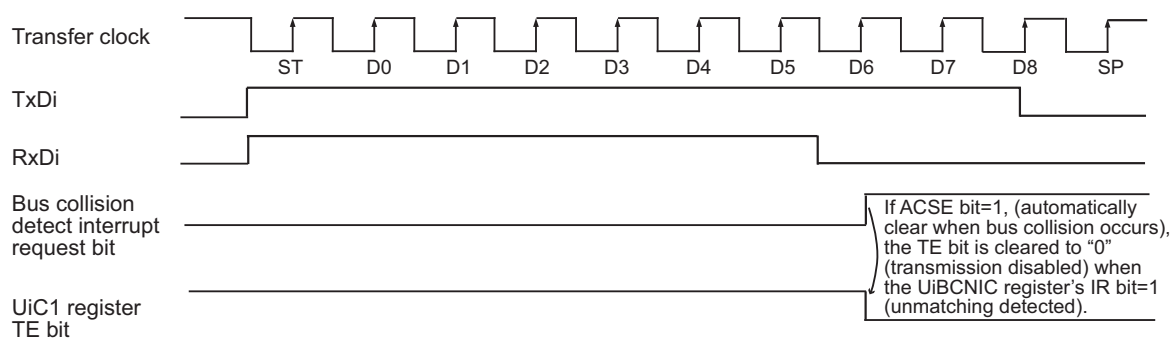 Transfer clock
ST D0 D1 D2 D3 D4 D5 D6 D7 D8 SP
TxDi
RxDi
Bus collision
detect interrupt
request bit
If ACSE bit=1, (automatically
clear when bus collision occurs),
the TE bit is cleared to “0”
(transmission disabled) when
the UiBCNIC register’s IR bit=1
(unmatching detected).
UiC1 register
TE bit